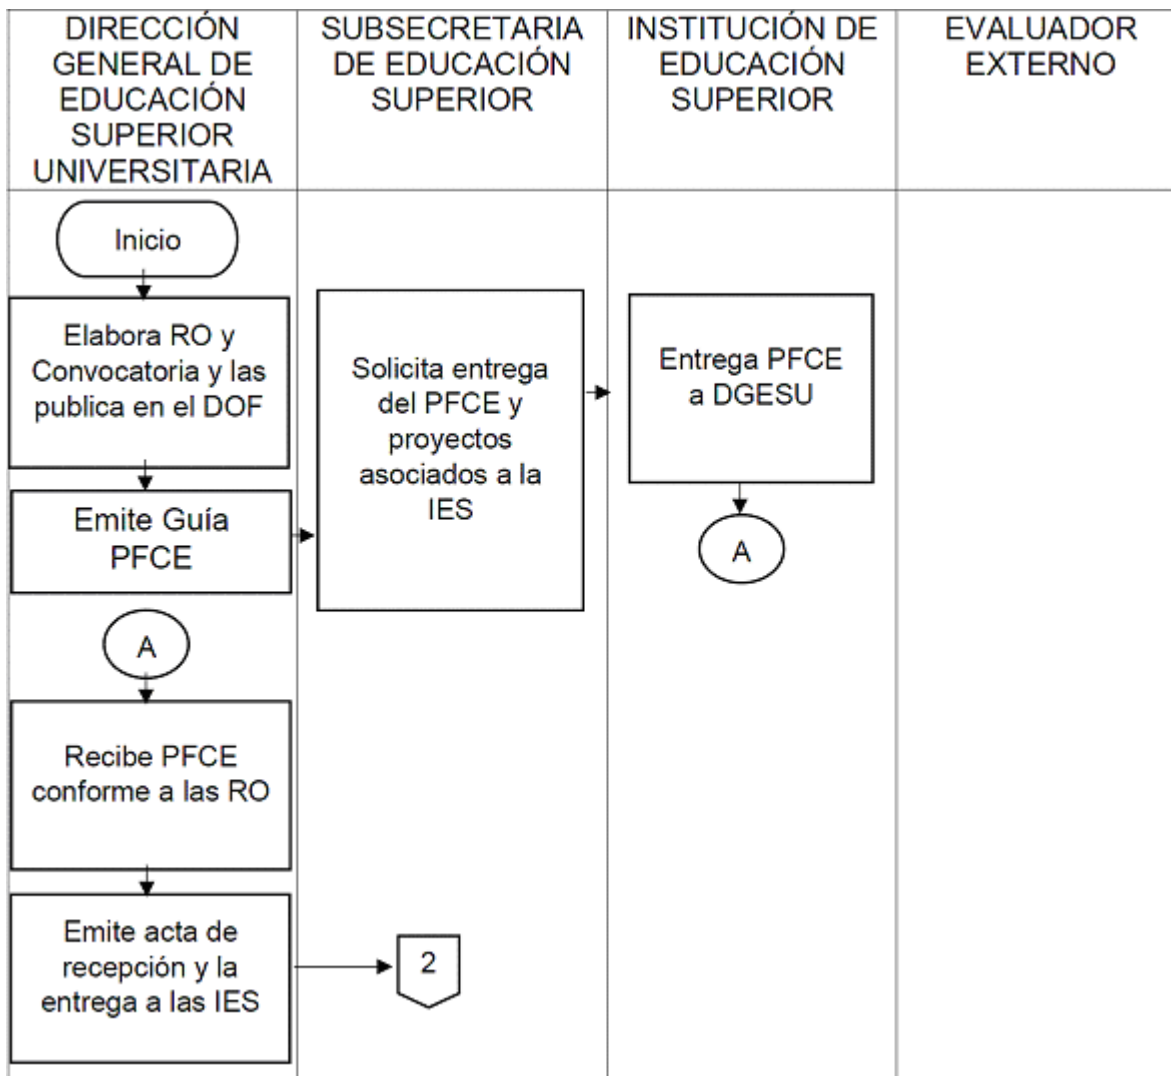 DIRECCIÓN
GENERAL DE
EDUCACIÓN
SUPERIOR
UNIVERSITARIA
SUBSECRETARIA
DE EDUCACIÓN
SUPERIOR
INSTITUCIÓN DE
EDUCACIÓN
SUPERIOR
EVALUADOR
EXTERNO
Inicio
Elabora RO y
Convocatoria y las
publica en el DOF
Emite Guía
PFCE
Solicita entrega
del PFCE y
proyectos
asociados a la
IES
Entrega PFCE
a DGESU
A
A
Recibe PFCE
conforme a las RO
Emite acta de
recepción y la
entrega a las IES
2